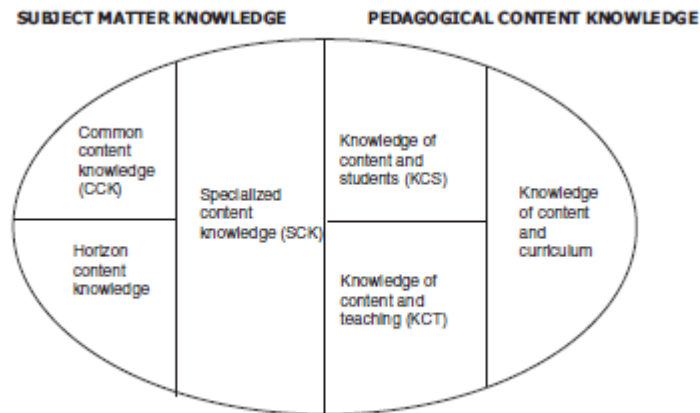 SUBJECT MATTER KNOWLEDGE
PEDAGOGICAL CONTENT KNOWLEDGE
Common
content
knowledge
(CCK)
Horizon
content
knowledge
Specialized
content
knowledge (SCK)
Knowledge of
content and
students (KCS)
Knowledge of
content and
teaching (KCT)
Knowledge
of content
and
curriculum